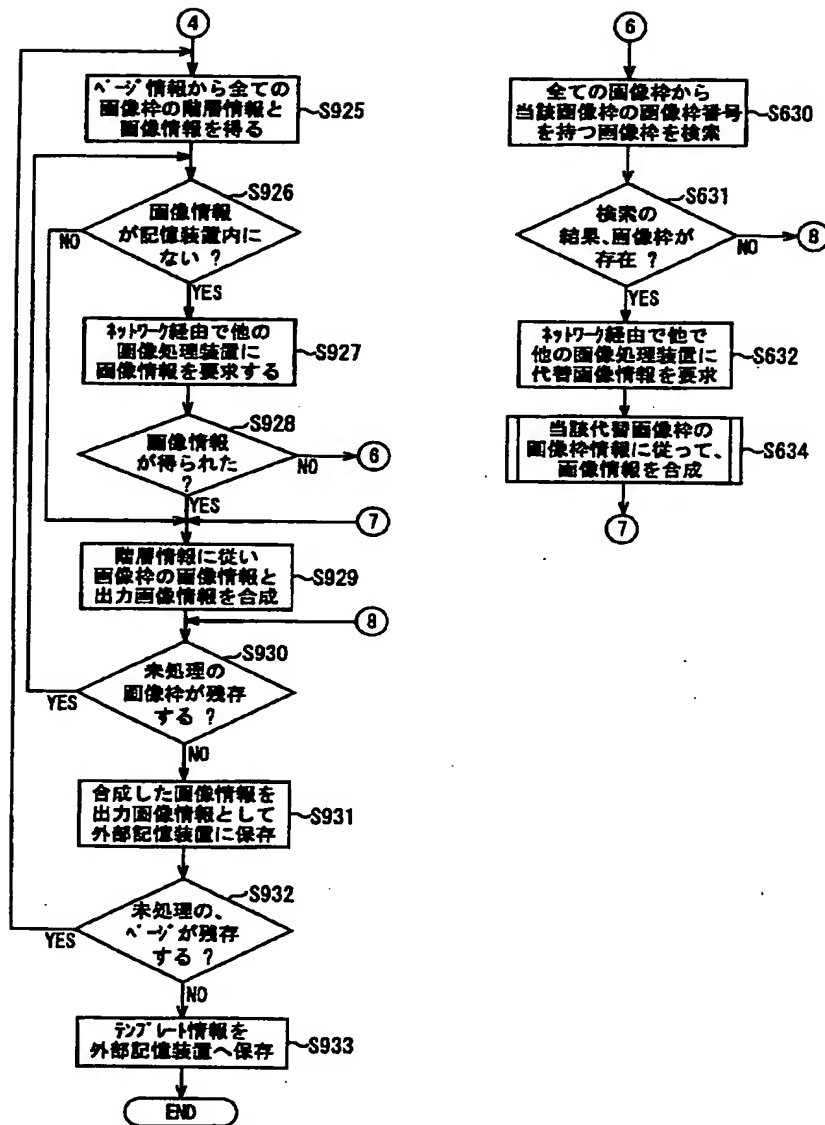 4
ページ情報から全ての
画像枠の階層情報と
画像情報を得る
S925
S926
画像情報
が記憶装置内に
ない ?
NO
YES
ネットワーク経由で他の
画像処理装置に
画像情報を要求する
S927
S928
画像情報
が得られた
?
NO
6
YES
7
階層情報に従い
画像枠の画像情報と
出力画像情報を合成
S929
8
S930
未処理の
画像枠が残存
する ?
YES
NO
合成した画像情報を
出力画像情報として
外部記憶装置に保存
S931
S932
未処理の、
ページが残存
する ?
YES
NO
テンプレート情報を
外部記憶装置へ保存
S933
END
6
全ての画像枠から
当該画像枠の画像枠番号
を持つ画像枠を検索
S630
S631
検索の
結果、画像枠が
存在 ?
NO
8
YES
ネットワーク経由で他で
他の画像処理装置に
代替画像情報を要求
S632
当該代替画像枠の
画像枠情報に従って、
画像情報を合成
S634
7